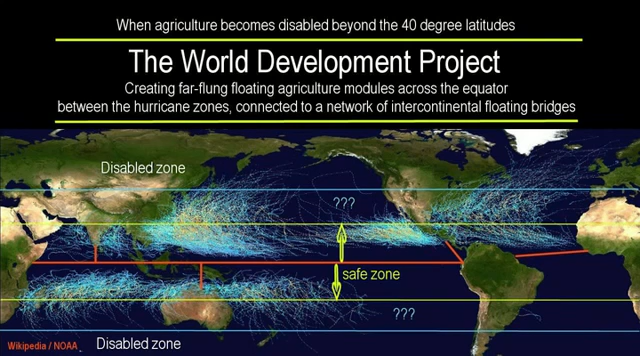 When agriculture becomes disabled beyond the 40 degree latitudes
The World Development Project
Creating far-flung floating agriculture modules across the equator
between the hurricane zones, connected to a network of intercontinental floating bridges
Disabled zone
???
safe zone
???
Wikipedia / NOAA
Disabled zone